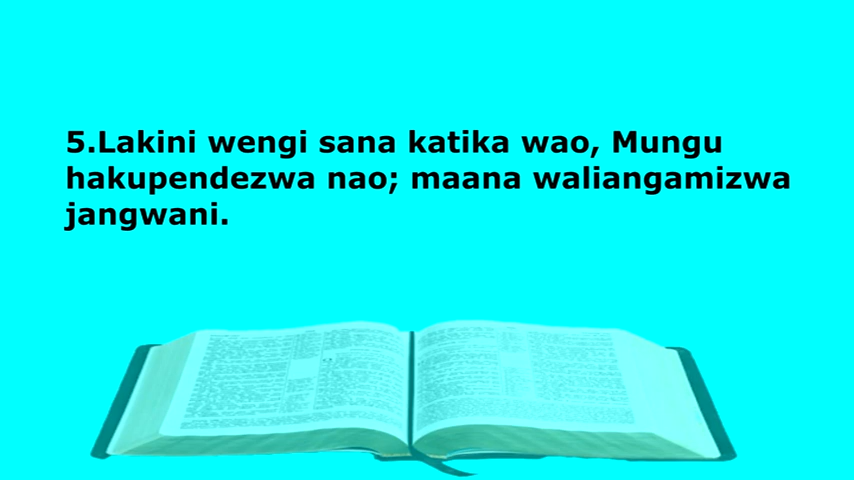 5.Lakini wengi sana katika wao, Mungu
hakupendezwa nao; maana waliangamizwa
jangwani.